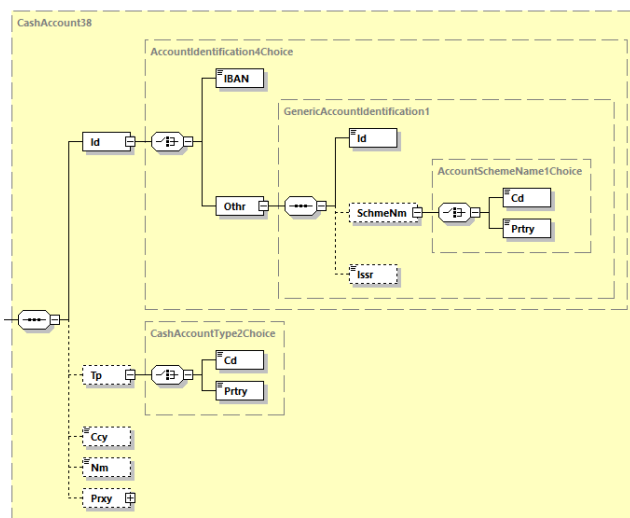 CashAccount38
AccountIdentification4Choice
IBAN
GenericAccountIdentification1
Id
Id
AccountSchemeName1Choice
Cd
Othr
SchmeNm
Prtry
Issr
CashAccountType2Choice
Cd
Tp
Prtry
Ccy
Nm
Prxy